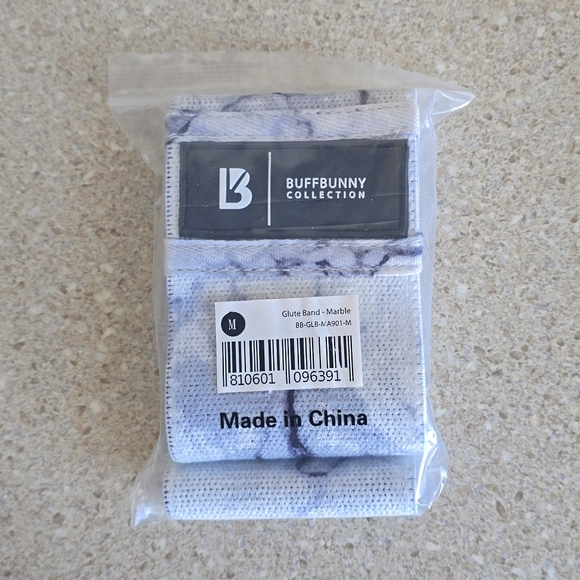 BUFFBUNNY
COLLECTION
M
Glute Band - Marble
BB-GLB-MA901-M
810601 096391
Made in China